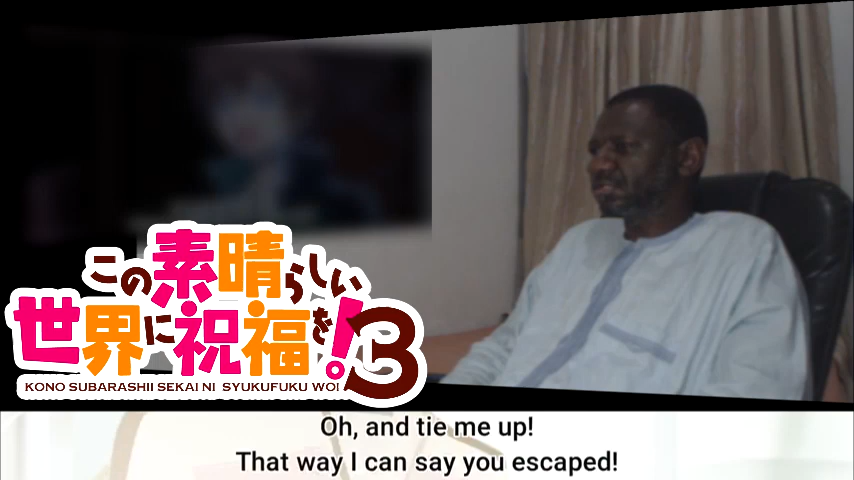 この素晴らしい
世界に祝福を!3
KONO SUBARASHII SEKAI NI SYUKUFUKU WO!
Oh, and tie me up!
That way I can say you escaped!